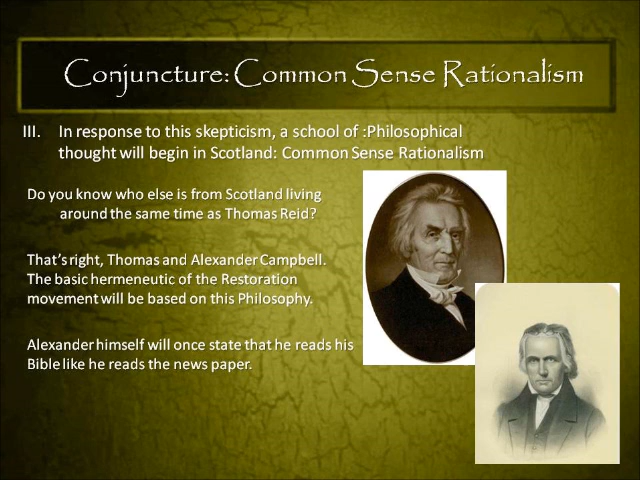 Conjuncture: Common Sense Rationalism
III. In response to this skepticism, a school of :Philosophical
thought will begin in Scotland: Common Sense Rationalism
Do you know who else is from Scotland living
around the same time as Thomas Reid?
That's right, Thomas and Alexander Campbell.
The basic hermeneutic of the Restoration
movement will be based on this Philosophy.
Alexander himself will once state that he reads his
Bible like he reads the news paper.